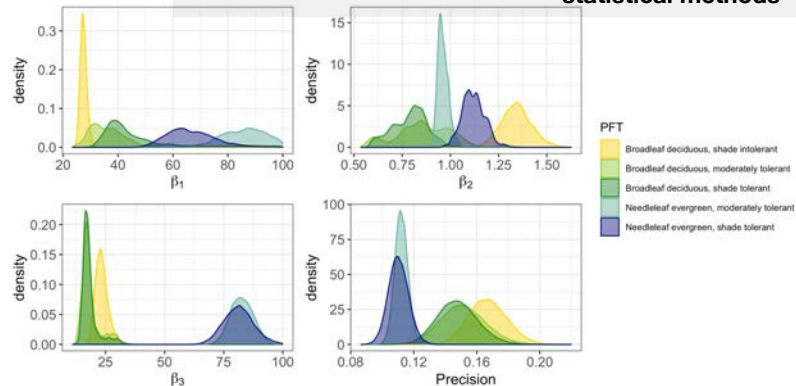 statistical methods
density
0.3
0.2
0.1
0.0
20
40
60
80
100
β1
density
15
10
5
0
0.50
0.75
1.00
1.25
1.50
β2
PFT
Broadleaf deciduous, shade intolerant
Broadleaf deciduous, moderately tolerant
Broadleaf deciduous, shade tolerant
Needleleaf evergreen, moderately tolerant
Needleleaf evergreen, shade tolerant
density
0.20
0.15
0.10
0.05
0.00
25
50
75
100
β3
density
100
75
50
25
0
0.08
0.12
0.16
0.20
Precision